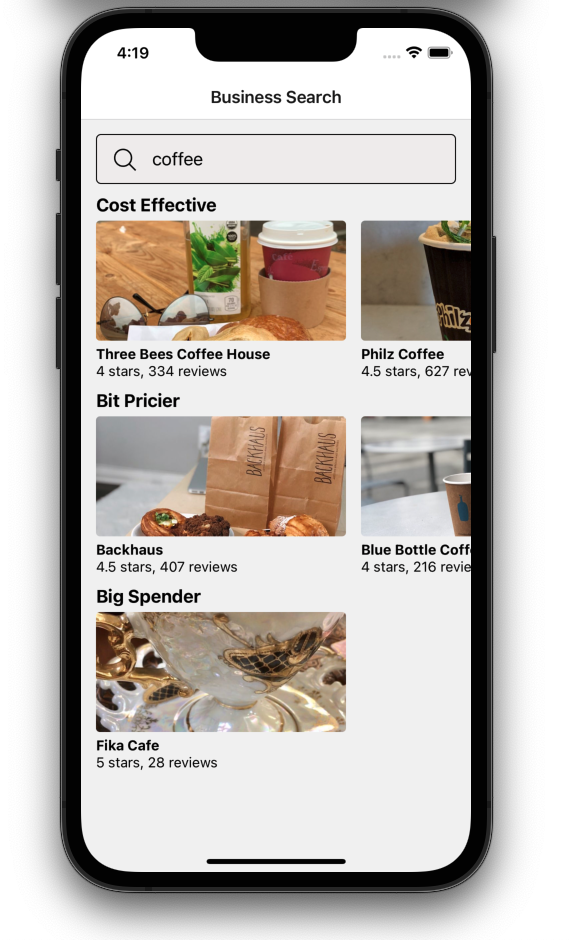 4:19
Business Search
coffee
Cost Effective
Three Bees Coffee House
4 stars, 334 reviews
Philz Coffee
4.5 stars, 627 rev
Bit Pricier
BACKHAUS
BACKHAUS
Backhaus
4.5 stars, 407 reviews
Blue Bottle Coff
4 stars, 216 revie
Big Spender
Fika Cafe
5 stars, 28 reviews